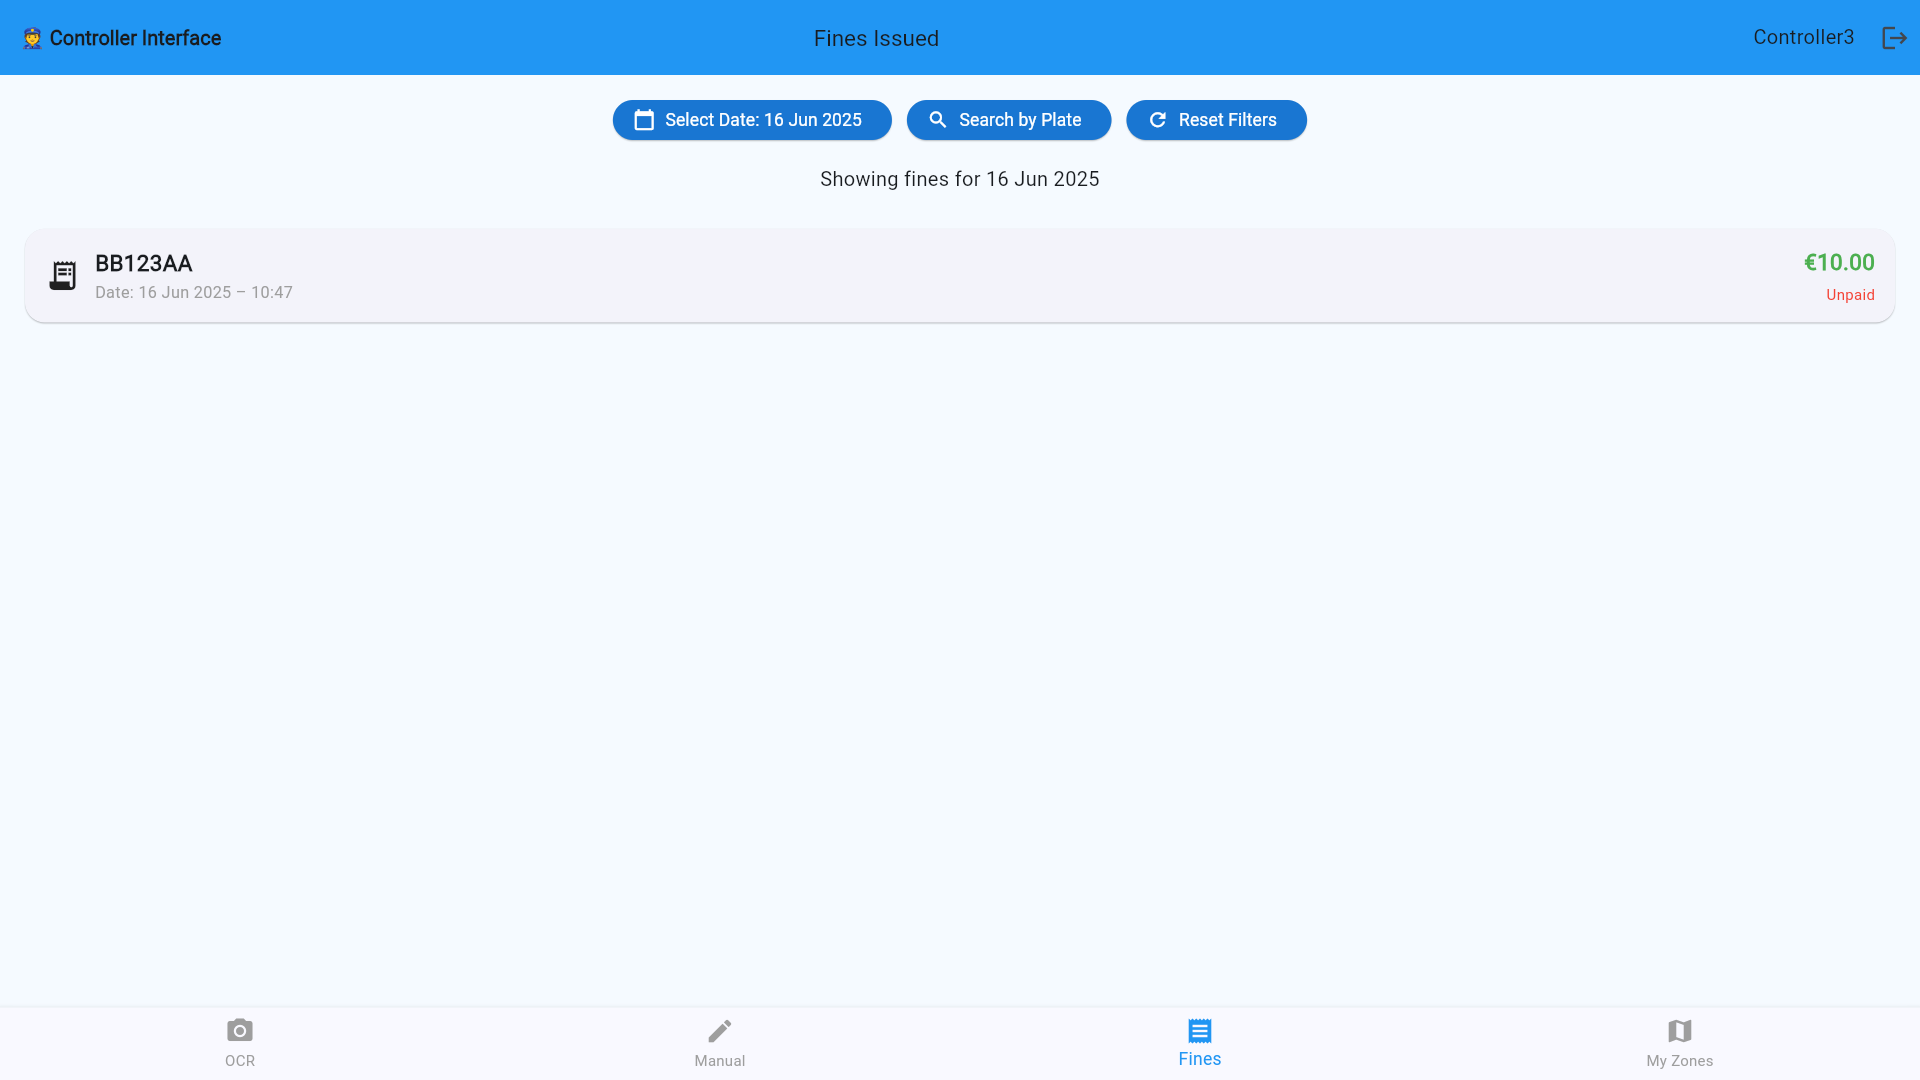 Controller Interface
Fines Issued
Controller3
Select Date: 16 Jun 2025
Search by Plate
Reset Filters
Showing fines for 16 Jun 2025
BB123AA
€10.00
Date: 16 Jun 2025 – 10:47
Unpaid
OCR
Manual
Fines
My Zones